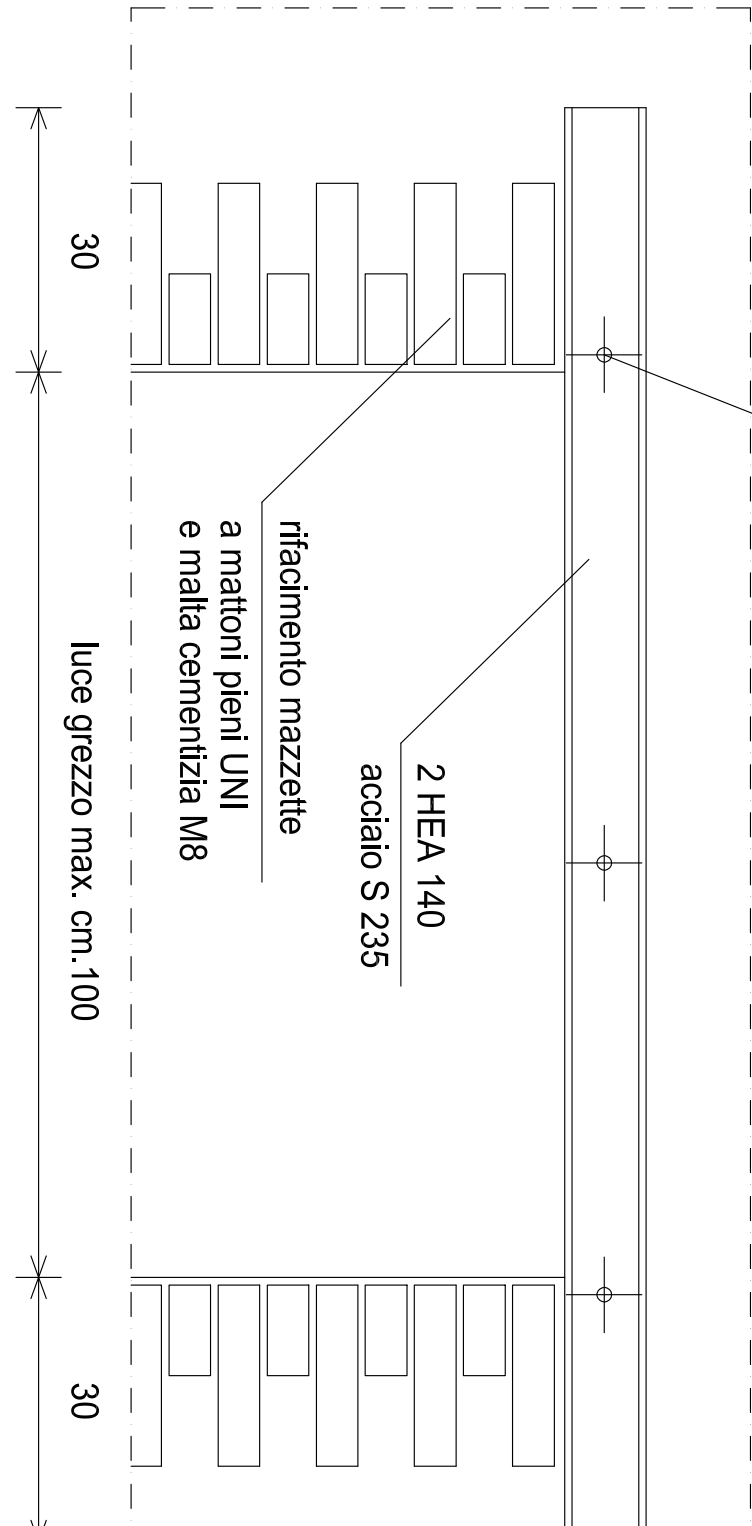 2 HEA 140
acciaio S 235
rifacimento mazzette
a mattoni pieni UNI
e malta cementizia M8
30
luce grezzo max. cm.100
30